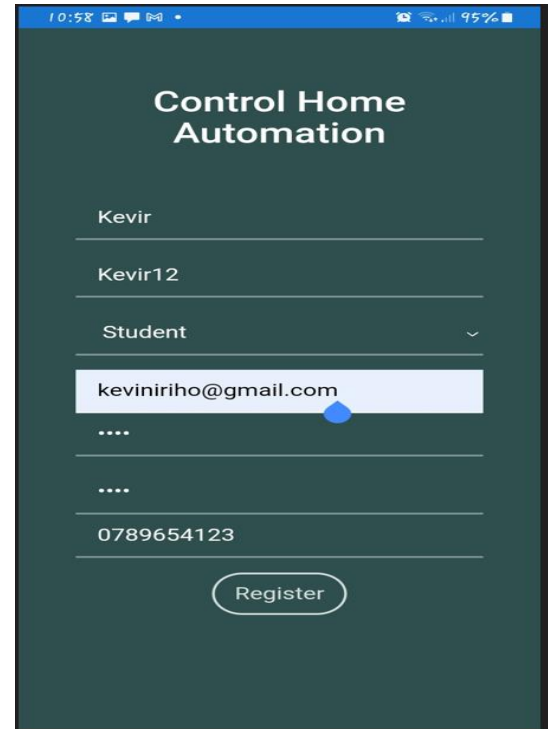 10:58
95%
Control Home
Automation
Kevir
Kevir12
Student
keviniriho@gmail.com
••••
••••
0789654123
Register